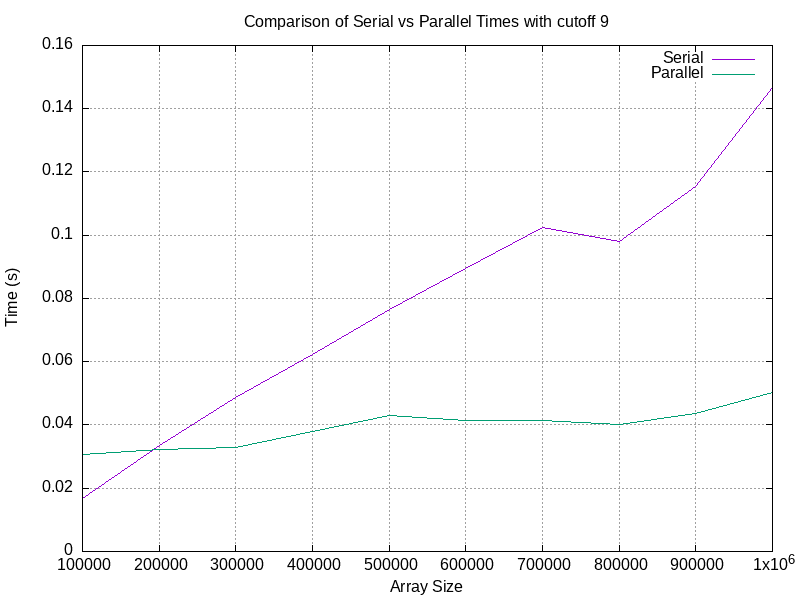 Comparison of Serial vs Parallel Times with cutoff 9
Serial
Parallel
0.16
0.14
0.12
0.1
0.08
0.06
0.04
0.02
0
Time (s)
100000 200000 300000 400000 500000 600000 700000 800000 900000 1x10⁶
Array Size